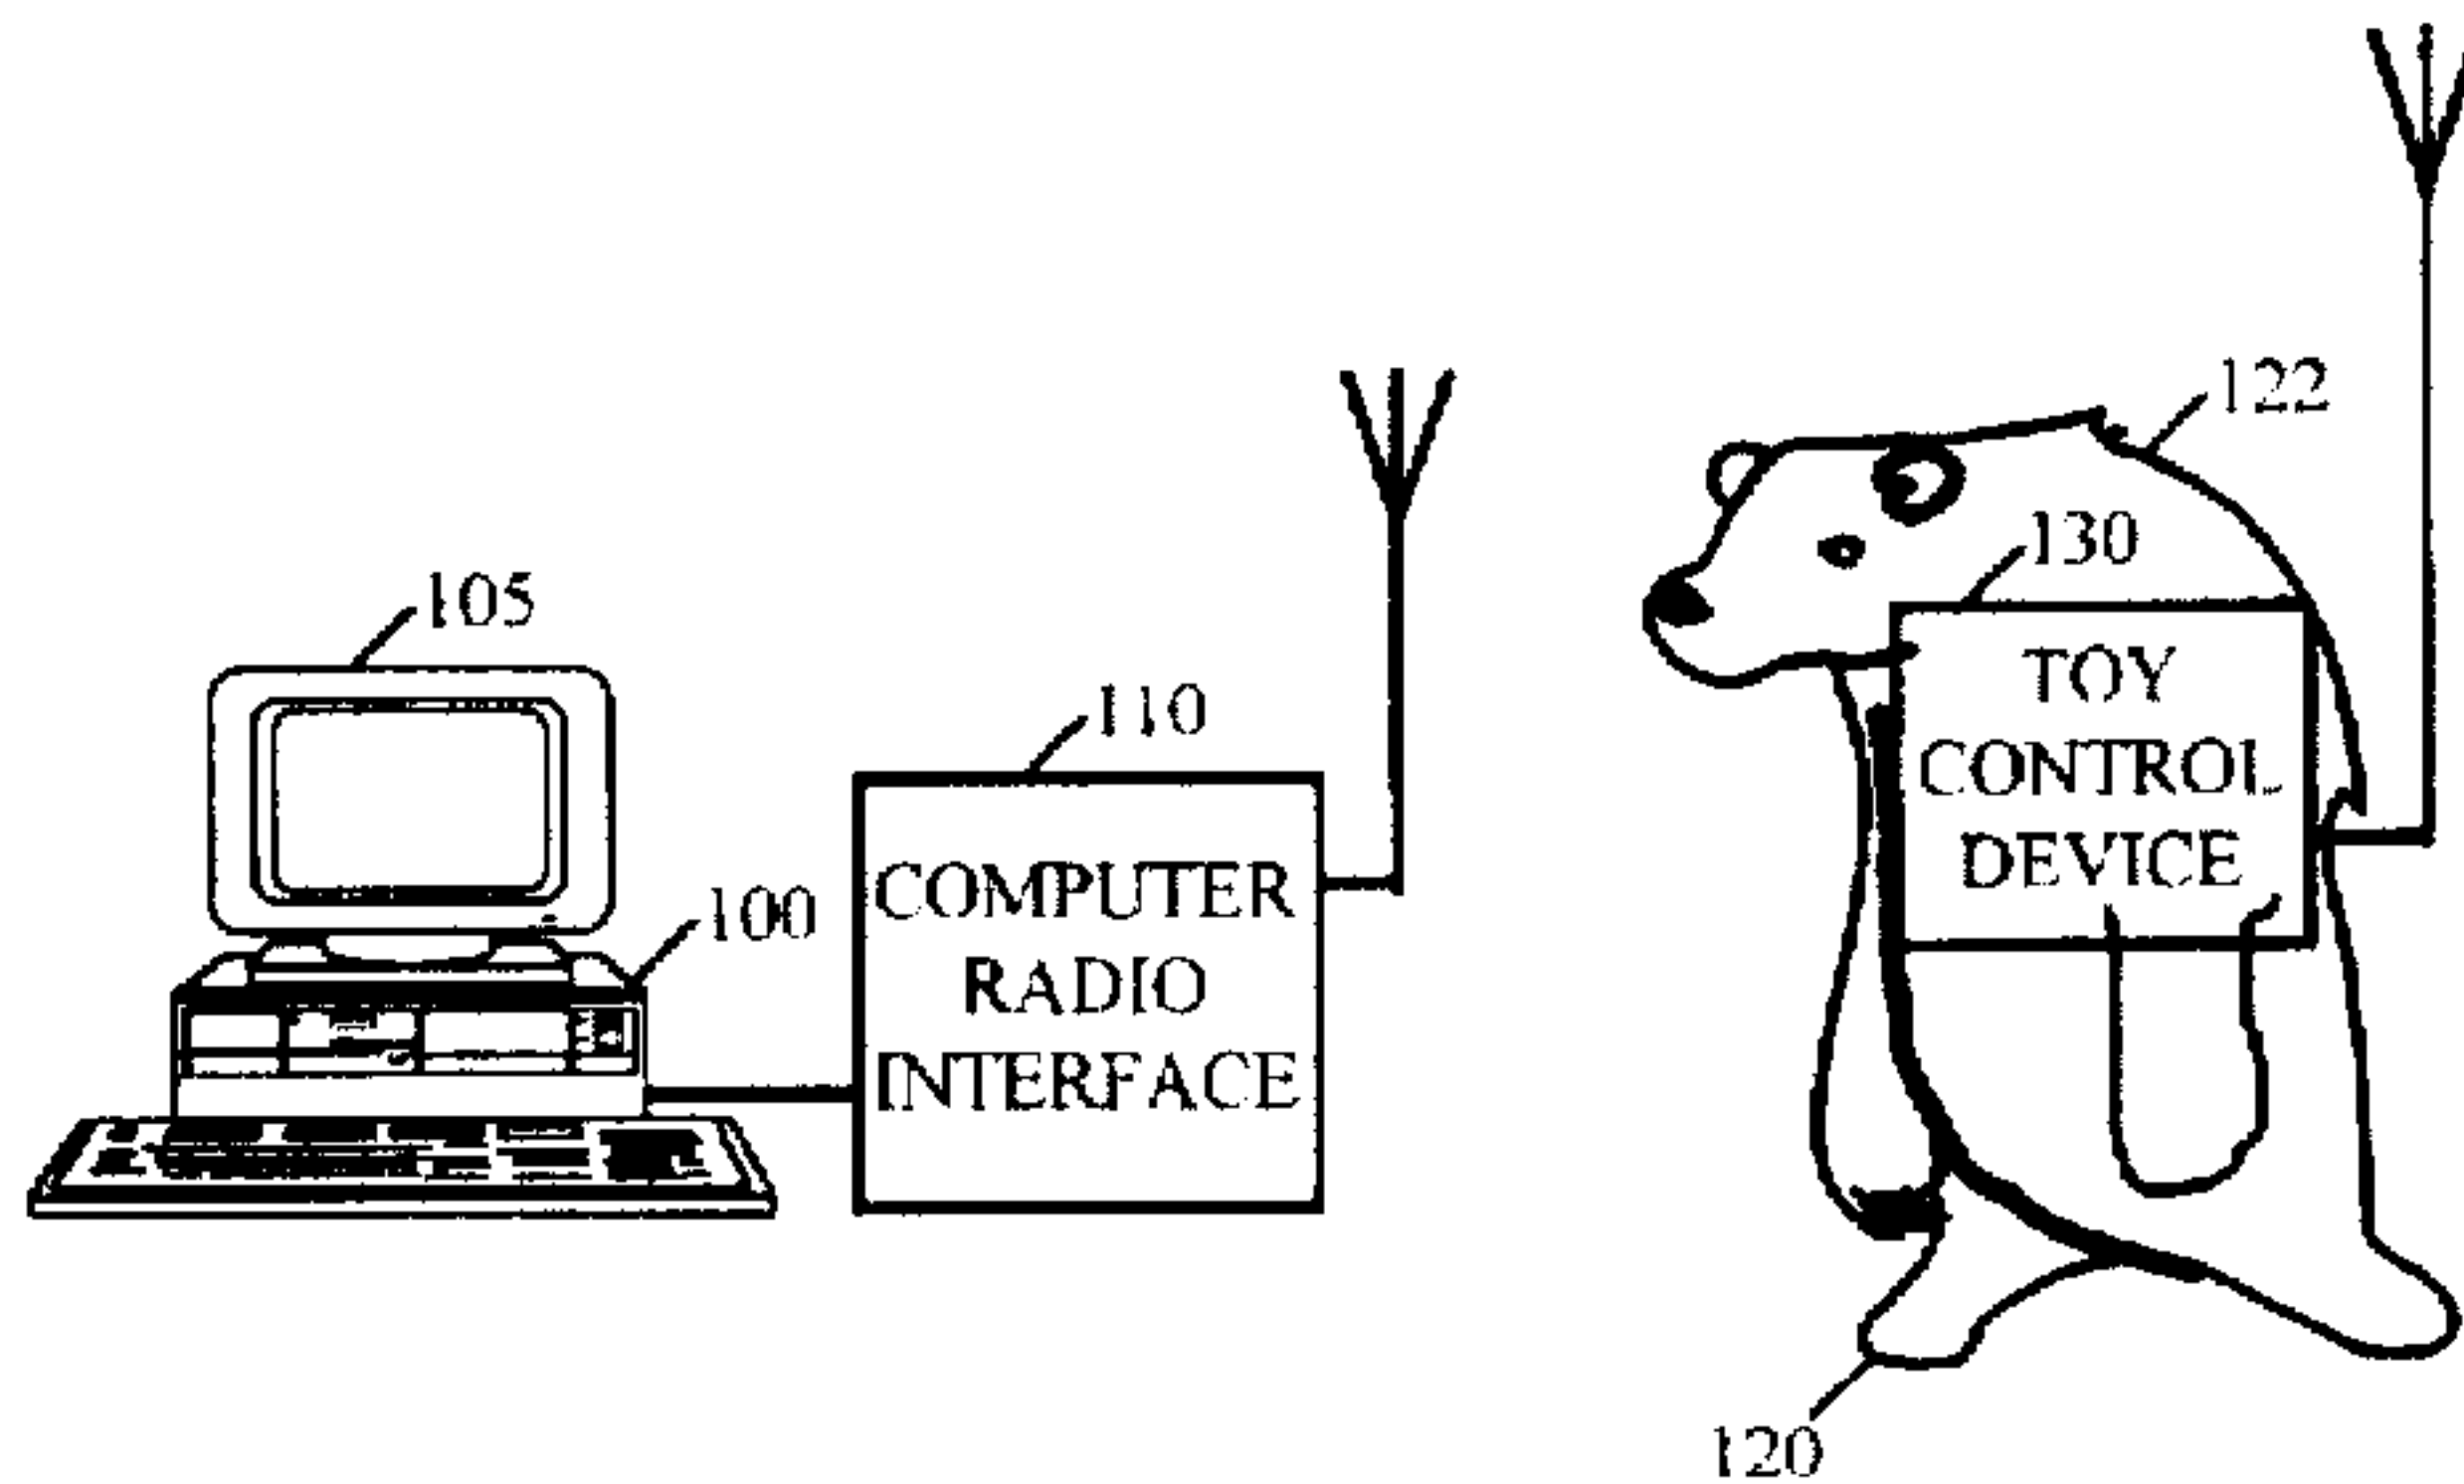 122
130
105
TOY
CONTROL
DEVICE
110
100
COMPUTER
RADIO
INTERFACE
120